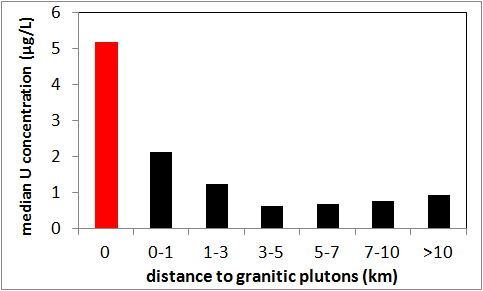 median U concentration (µg/L)
6
5
4
3
2
1
0
0 0-1 1-3 3-5 5-7 7-10 >10
distance to granitic plutons (km)